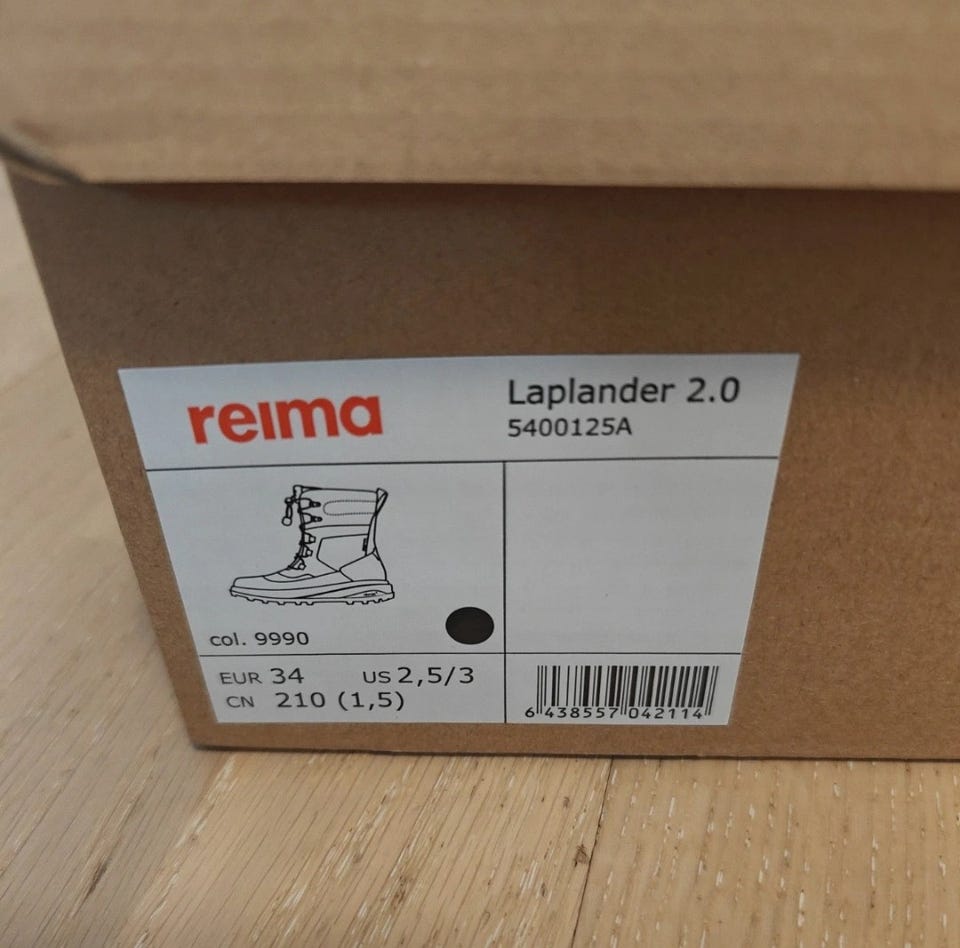 reima
Laplander 2.0
5400125A
col. 9990
EUR 34 US 2,5/3
CN 210 (1,5)
6 438557 042114